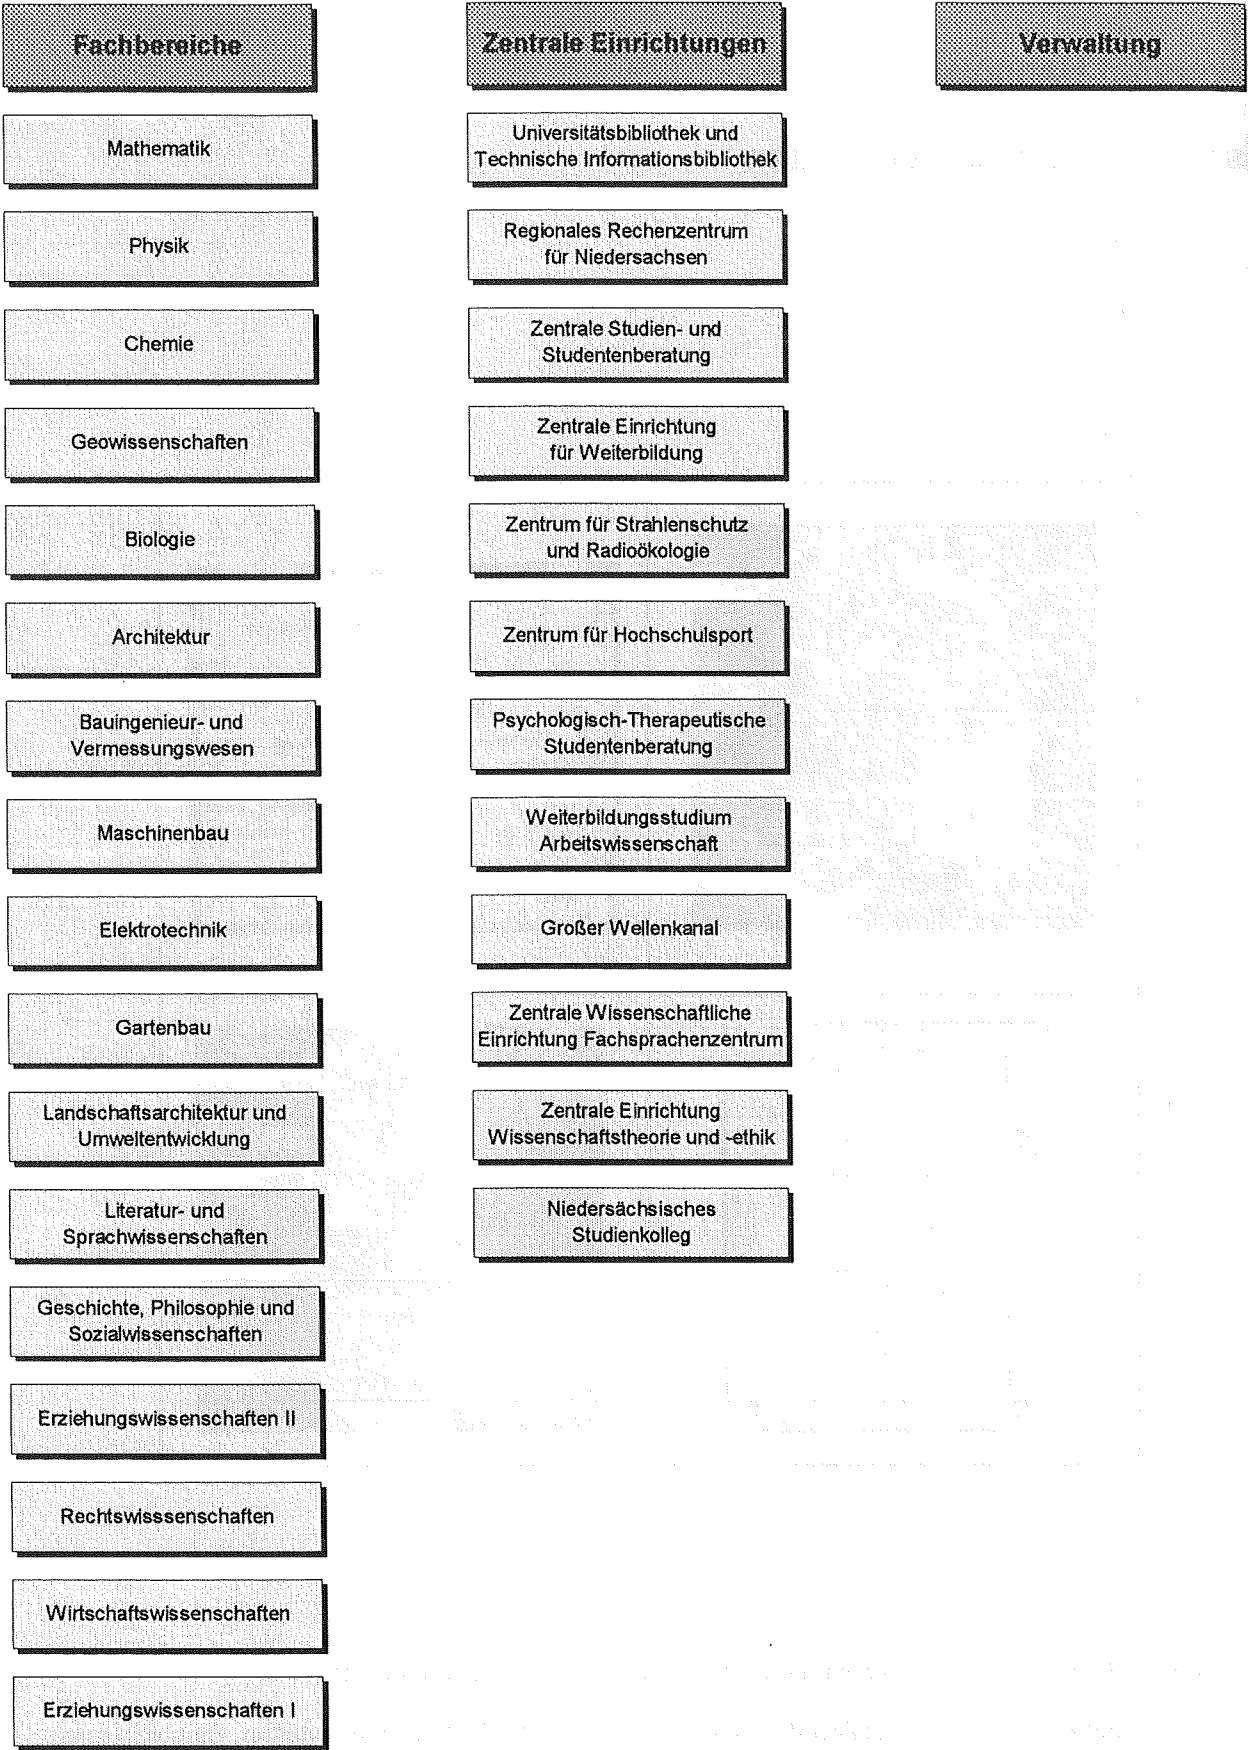 Fachbereiche
Mathematik
Physik
Chemie
Geowissenschaften
Biologie
Architektur
Bauingenieur- und
Vermessungswesen
Maschinenbau
Elektrotechnik
Gartenbau
Landschaftsarchitektur und
Umweltentwicklung
Literatur- und
Sprachwissenschaften
Geschichte, Philosophie und
Sozialwissenschaften
Erziehungswissenschaften II
Rechtswisssenschaften
Wirtschaftswissenschaften
Erziehungswissenschaften I
Zentrale Einrichtungen
Universitätsbibliothek und
Technische Informationsbibliothek
Regionales Rechenzentrum
für Niedersachsen
Zentrale Studien- und
Studentenberatung
Zentrale Einrichtung
für Weiterbildung
Zentrum für Strahlenschutz
und Radioökologie
Zentrum für Hochschulsport
Psychologisch-Therapeutische
Studentenberatung
Weiterbildungsstudium
Arbeitswissenschaft
Großer Wellenkanal
Zentrale Wissenschaftliche
Einrichtung Fachsprachenzentrum
Zentrale Einrichtung
Wissenschaftstheorie und -ethik
Niedersächsisches
Studienkolleg
Verwaltung